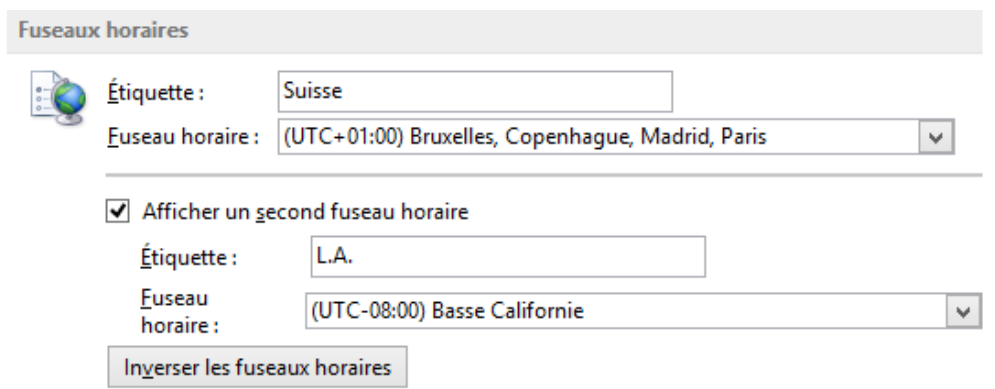 Fuseaux horaires
Étiquette : Suisse
Fuseau horaire : (UTC+01:00) Bruxelles, Copenhague, Madrid, Paris
Afficher un second fuseau horaire
Étiquette : L.A.
Fuseau
horaire : (UTC-08:00) Basse Californie
Inverser les fuseaux horaires